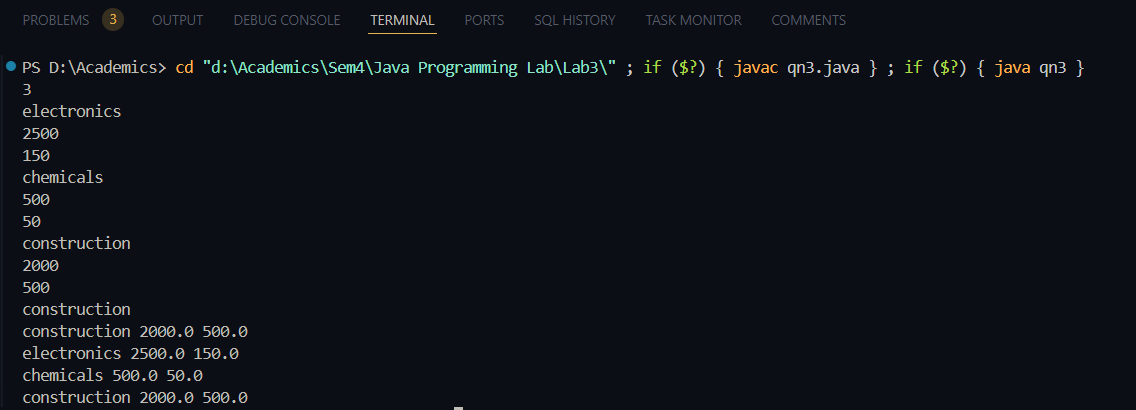 PROBLEMS 3 OUTPUT DEBUG CONSOLE TERMINAL PORTS SQL HISTORY TASK MONITOR COMMENTS
PS D:\Academics> cd "d:\Academics\Sem4\Java Programming Lab\Lab3\" ; if ($?) { javac qn3.java } ; if ($?) { java qn3 }
3
electronics
2500
150
chemicals
500
50
construction
2000
500
construction
construction 2000.0 500.0
electronics 2500.0 150.0
chemicals 500.0 50.0
construction 2000.0 500.0